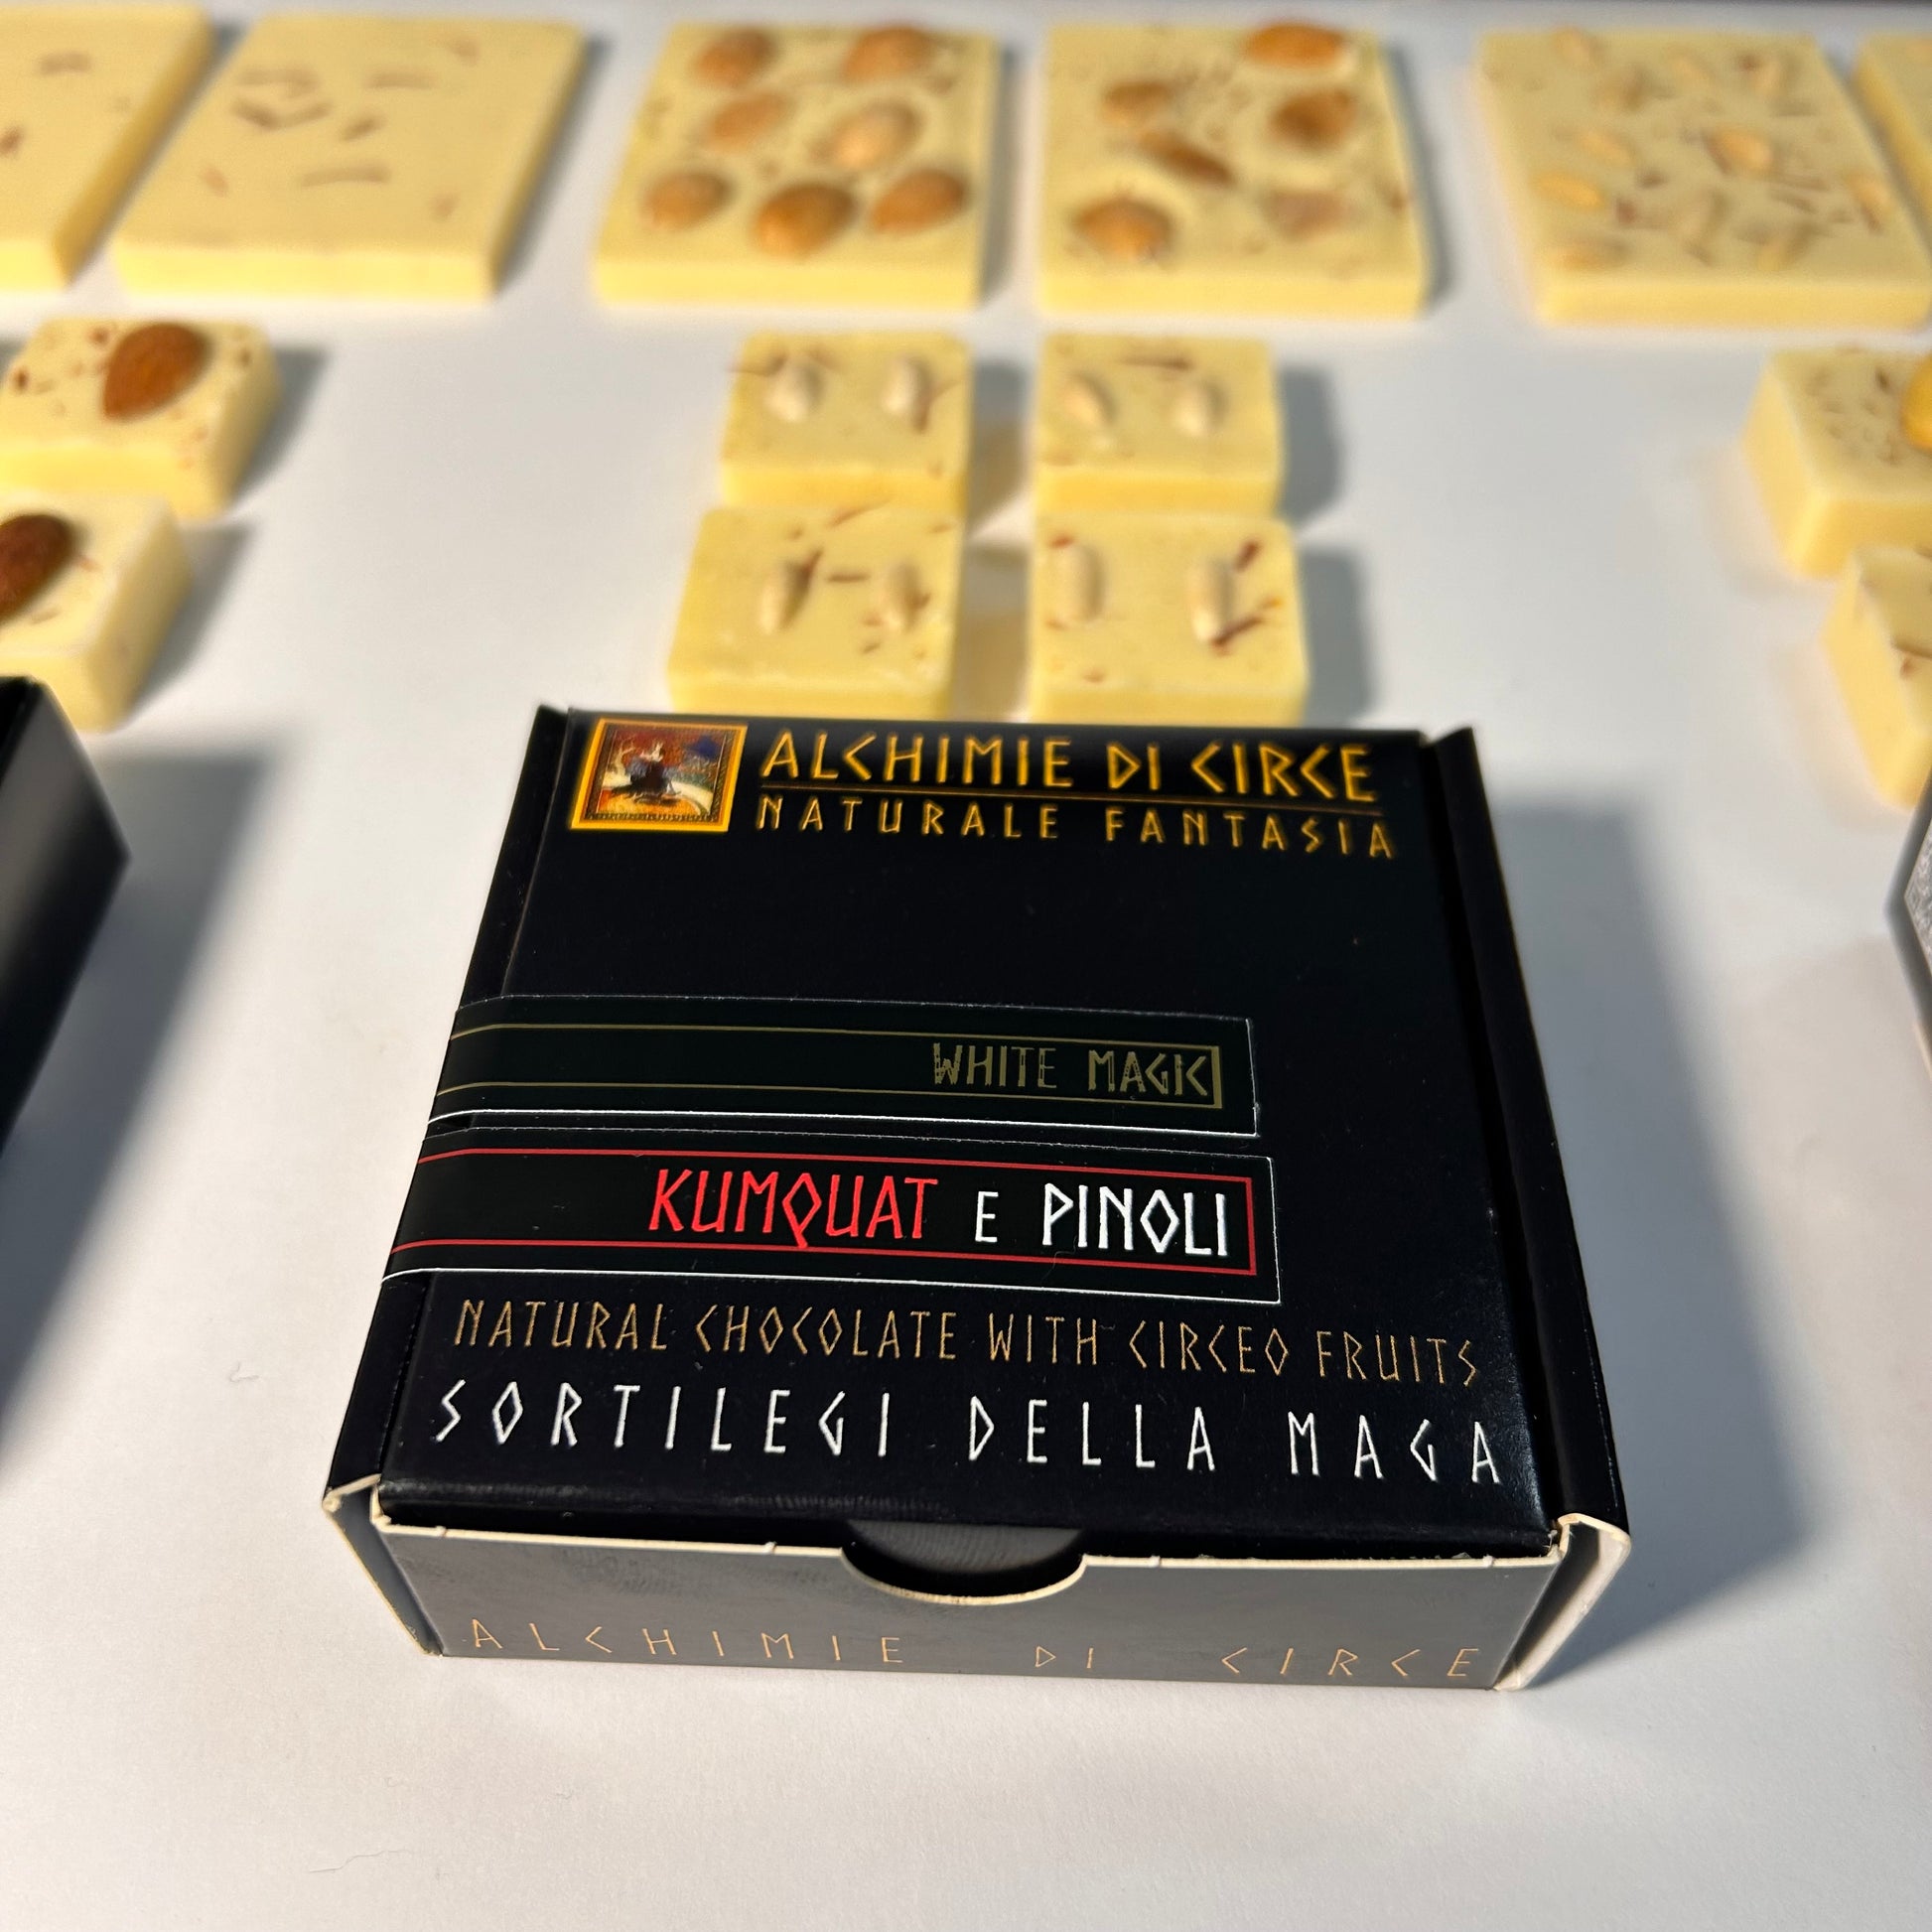 ALCHIMIE DI CIRCE
NATURALE FANTASIA
WHITE MAGIC
KUMQUAT E PINOLI
NATURAL CHOCOLATE WITH CIRCEO FRUITS
SORTILEGI DELLA MAGA
ALCHIMIE DI CIRCE